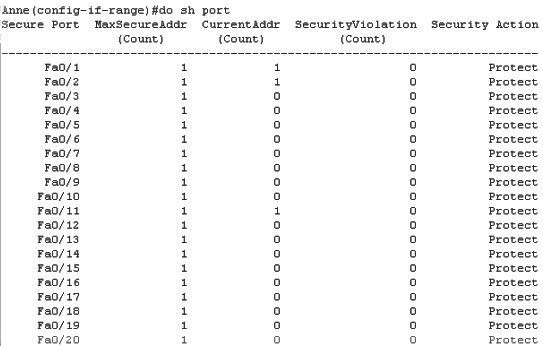 Anne(config-if-range)#do sh port
Secure Port  MaxSecureAddr  CurrentAddr  SecurityViolation  Security Action
                (Count)       (Count)          (Count)
---------------------------------------------------------------------------
      Fa0/1              1            1                  0          Protect
      Fa0/2              1            1                  0          Protect
      Fa0/3              1            0                  0          Protect
      Fa0/4              1            0                  0          Protect
      Fa0/5              1            0                  0          Protect
      Fa0/6              1            0                  0          Protect
      Fa0/7              1            0                  0          Protect
      Fa0/8              1            0                  0          Protect
      Fa0/9              1            0                  0          Protect
     Fa0/10              1            0                  0          Protect
     Fa0/11              1            1                  0          Protect
     Fa0/12              1            0                  0          Protect
     Fa0/13              1            0                  0          Protect
     Fa0/14              1            0                  0          Protect
     Fa0/15              1            0                  0          Protect
     Fa0/16              1            0                  0          Protect
     Fa0/17              1            0                  0          Protect
     Fa0/18              1            0                  0          Protect
     Fa0/19              1            0                  0          Protect
     Fa0/20              1            0                  0          Protect